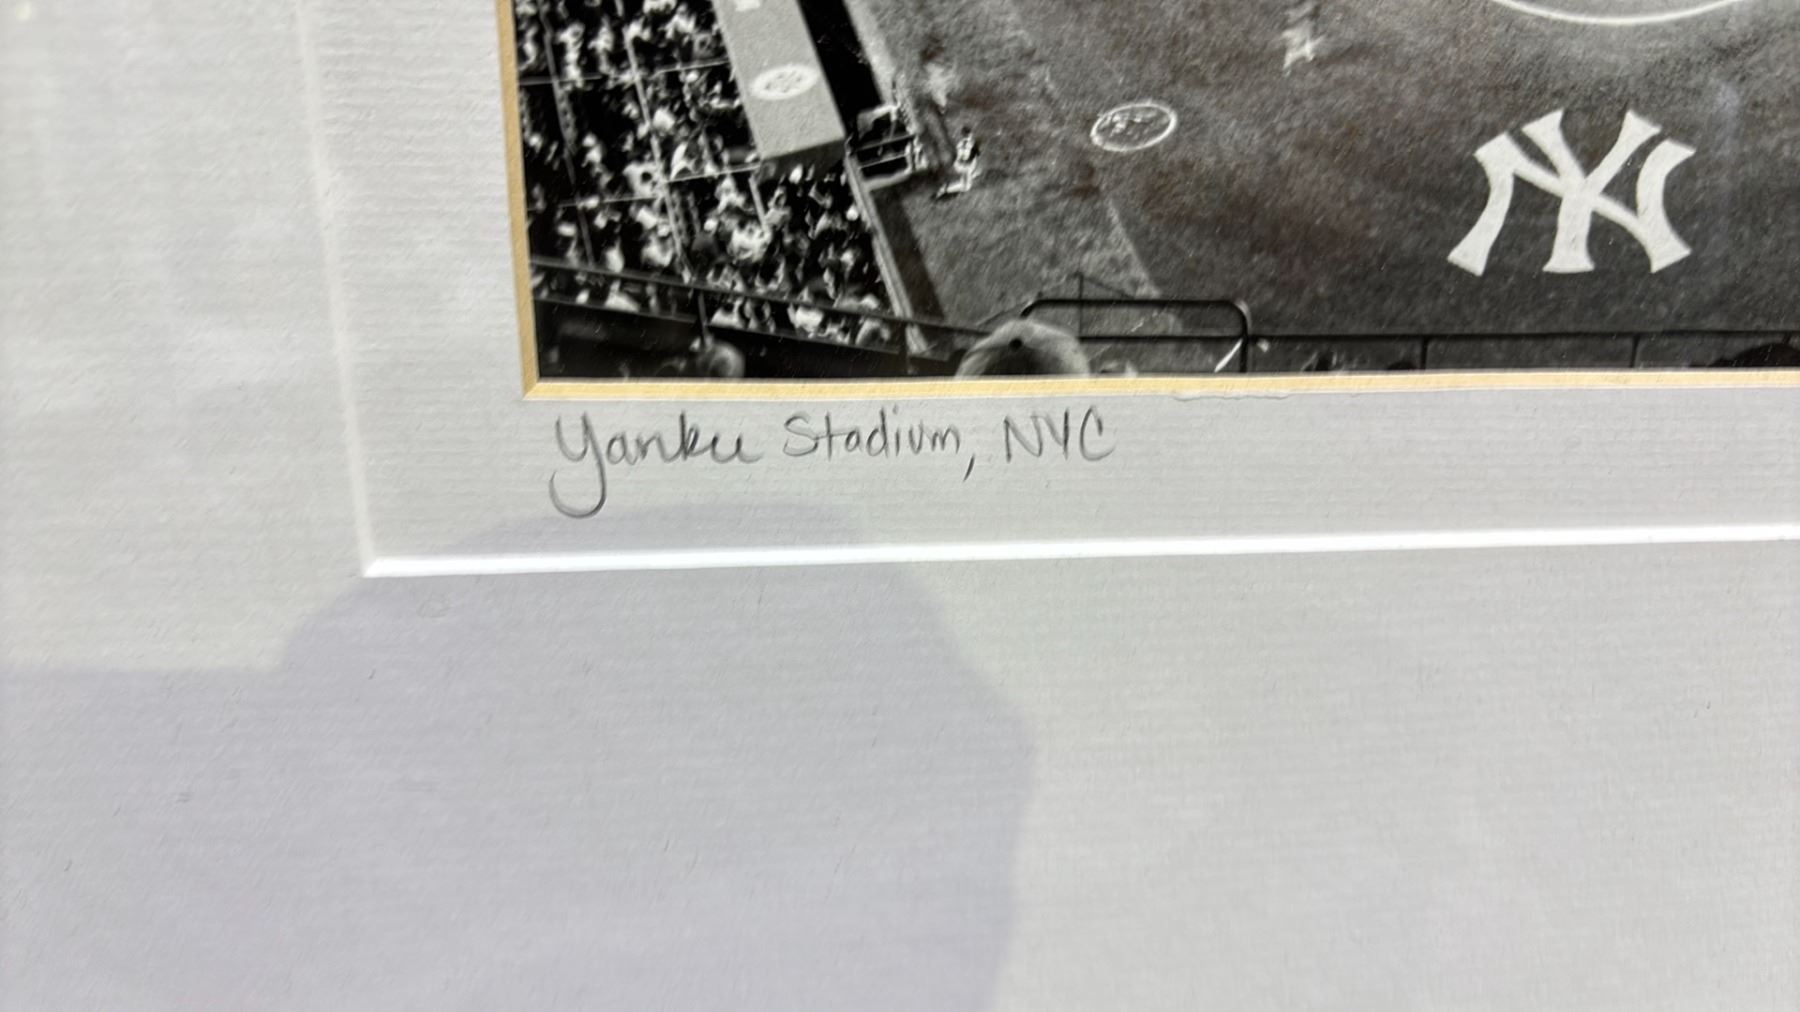 NY
Yankee Stadium, NYC